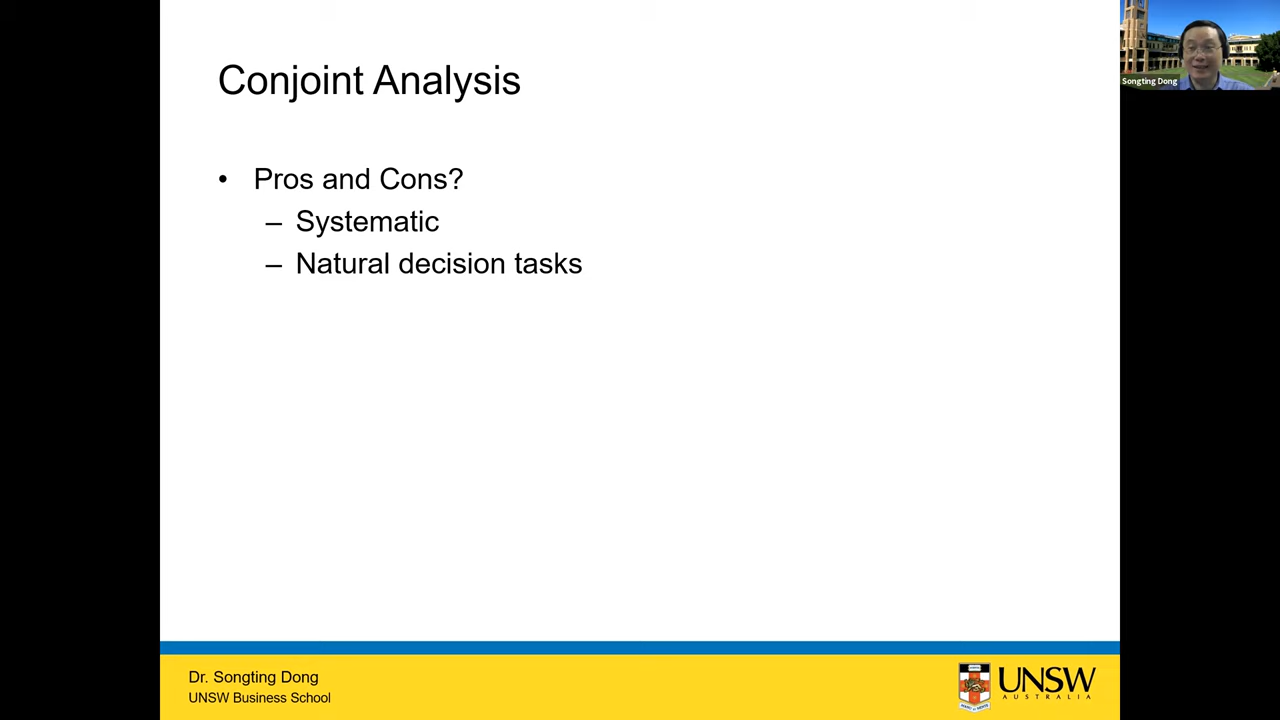 Conjoint Analysis
Songting Dong
• Pros and Cons?
– Systematic
– Natural decision tasks
Dr. Songting Dong
UNSW Business School
UNSW
AUSTRALIA